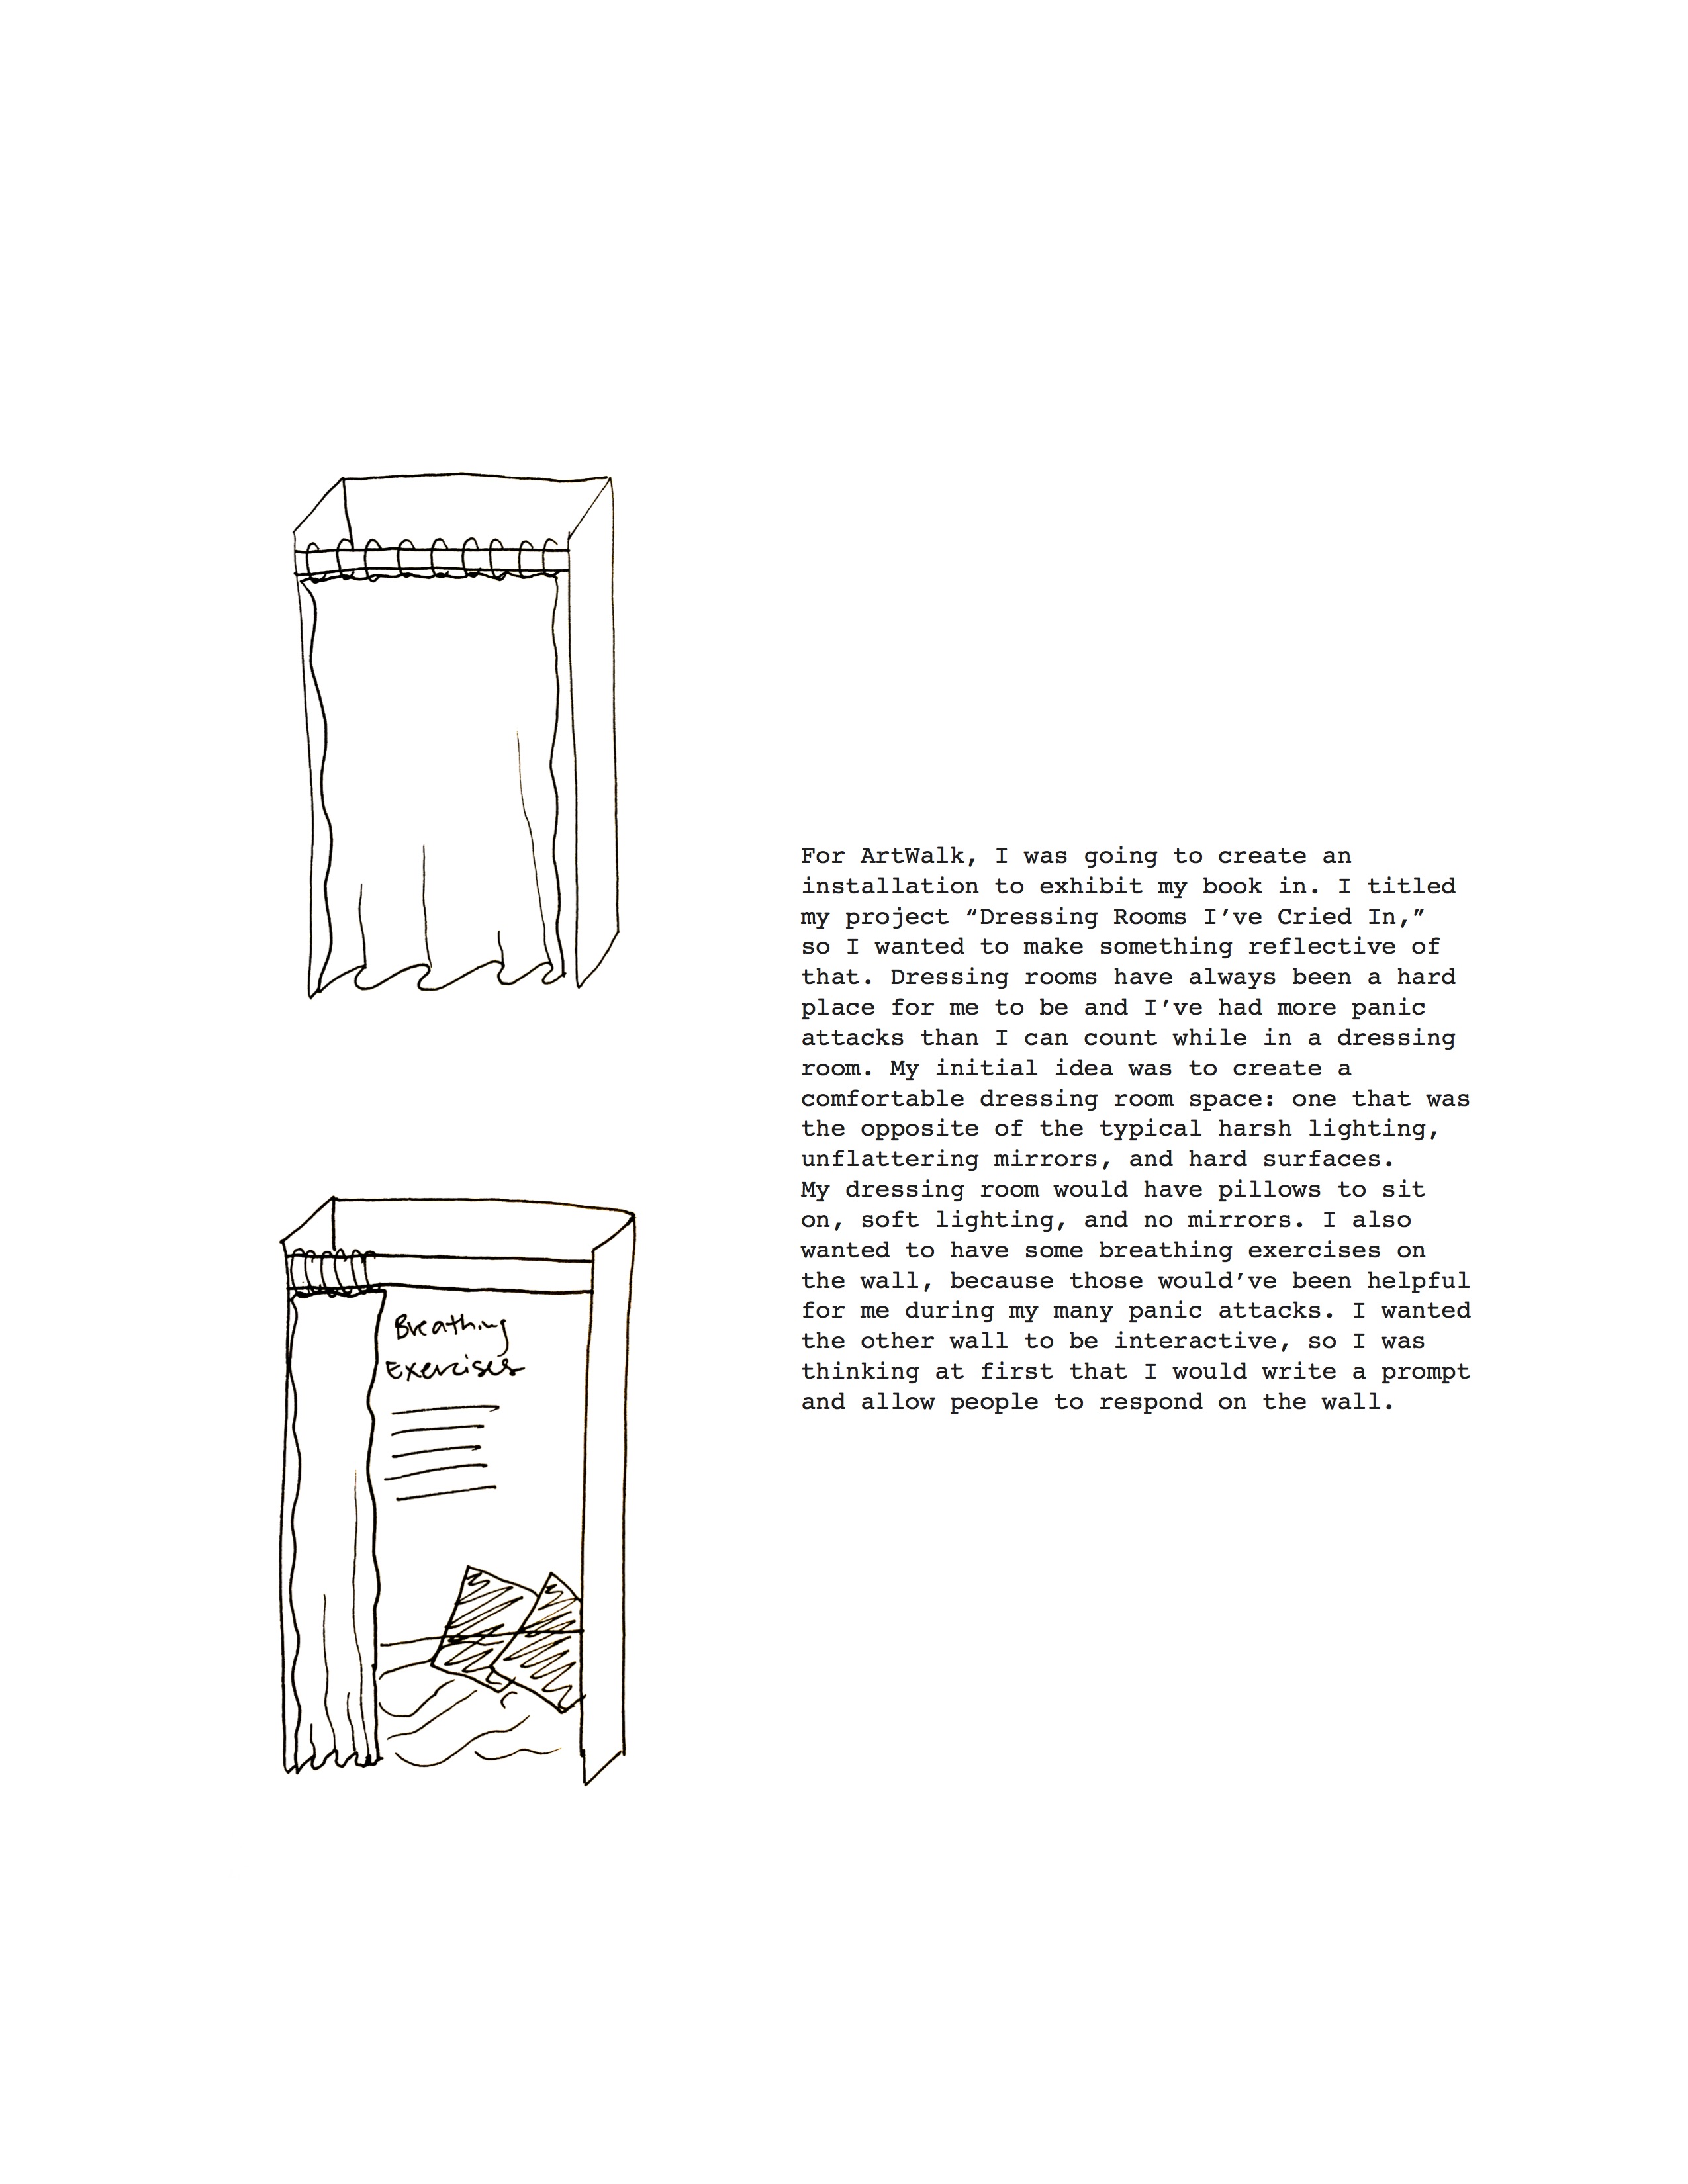 For ArtWalk, I was going to create an
installation to exhibit my book in. I titled
my project “Dressing Rooms I’ve Cried In,”
so I wanted to make something reflective of
that. Dressing rooms have always been a hard
place for me to be and I’ve had more panic
attacks than I can count while in a dressing
room. My initial idea was to create a
comfortable dressing room space: one that was
the opposite of the typical harsh lighting,
unflattering mirrors, and hard surfaces.
My dressing room would have pillows to sit
on, soft lighting, and no mirrors. I also
wanted to have some breathing exercises on
the wall, because those would’ve been helpful
for me during my many panic attacks. I wanted
the other wall to be interactive, so I was
thinking at first that I would write a prompt
and allow people to respond on the wall.
Breathing
Exercises